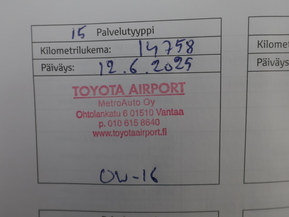 15 Palvelutyyppi
Kilometrilukema: 14758
Kilomet
Päiväys: 12.6.2025
Päiväys
TOYOTA AIRPORT
MetroAuto Oy
Ohtolankatu 6 01510 Vantaa
p. 010 615 8540
www.toyotaairport.fi
OW-16